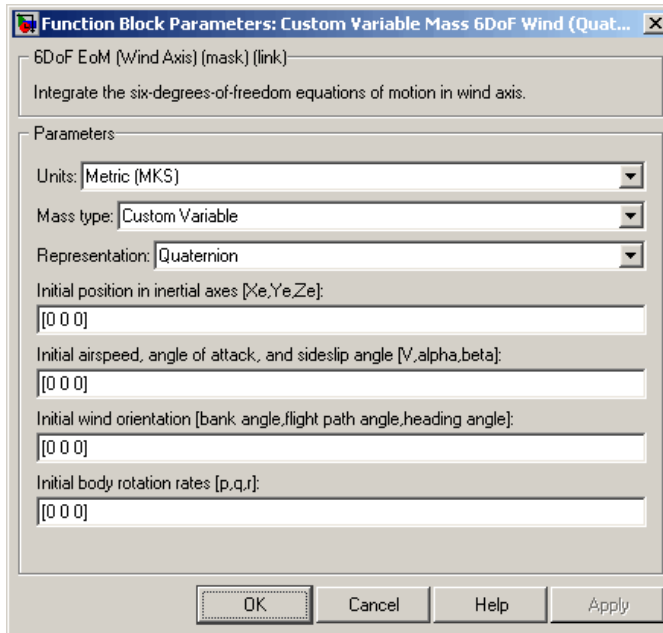 Function Block Parameters: Custom Variable Mass 6DoF Wind (Quat...
6DoF EoM (Wind Axis) (mask) (link)
Integrate the six-degrees-of-freedom equations of motion in wind axis.
Parameters
Units: Metric (MKS)
Mass type: Custom Variable
Representation: Quaternion
Initial position in inertial axes [Xe,Ye,Ze]:
[0 0 0]
Initial airspeed, angle of attack, and sideslip angle [V,alpha,beta]:
[0 0 0]
Initial wind orientation [bank angle,flight path angle,heading angle]:
[0 0 0]
Initial body rotation rates [p,q,r]:
[0 0 0]
OK Cancel Help Apply